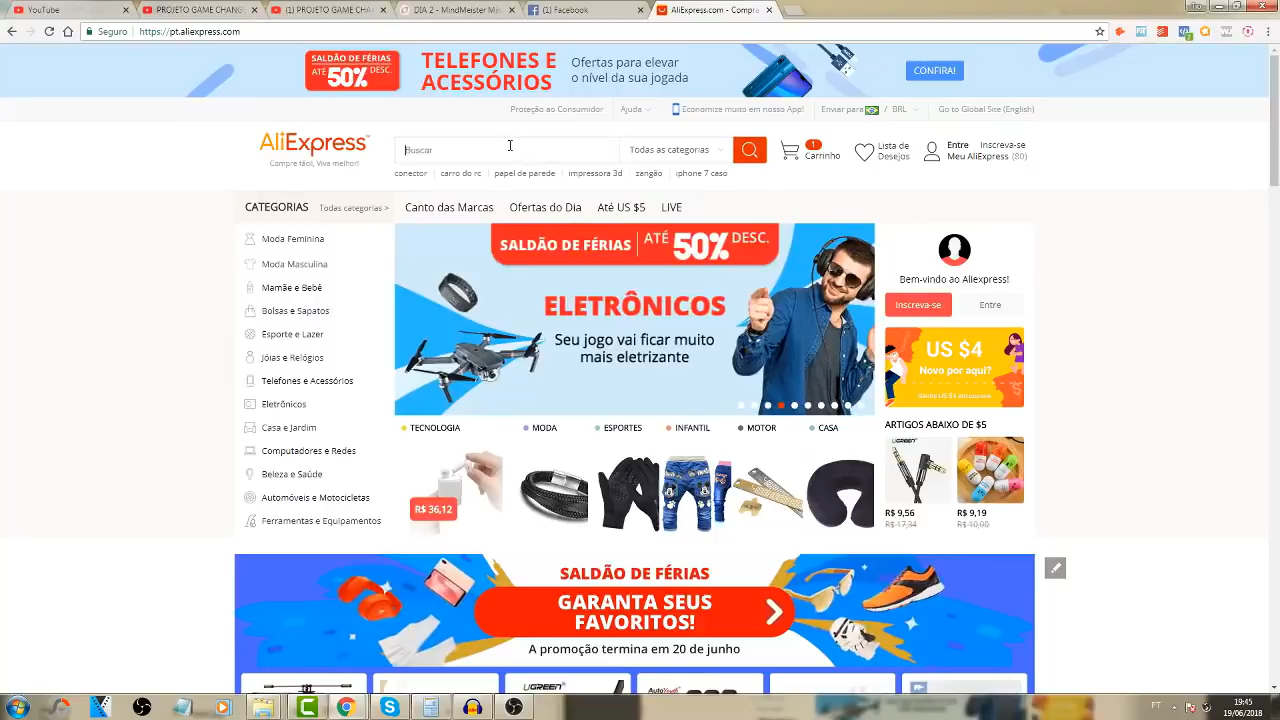 YouTube
PROJETO GAME CHANG
(1) PROJETO GAME CHAN
DIA 2 - MindMeister Min
(1) Facebook
AliExpress.com - Compra
Seguro
https://pt.aliexpress.com
SALDÃO DE FÉRIAS
ATÉ 50% DESC.
TELEFONES E
ACESSÓRIOS
Ofertas para elevar
o nível da sua jogada
CONFIRA!
Proteção ao Consumidor
Ajuda
Economize muito em nosso App!
Enviar para / BRL
Go to Global Site (English)
AliExpress
Compre fácil, Viva melhor!
Buscar
Todas as categorias
1
Carrinho
Lista de
Desejos
Entre Inscreva-se
Meu AliExpress (80)
conector
carro do rc
papel de parede
impressora 3d
zangão
iphone 7 caso
CATEGORIAS
Todas categorias >
Canto das Marcas
Ofertas do Dia
Até US $5
LIVE
Moda Feminina
Moda Masculina
Mamãe e Bebê
Bolsas e Sapatos
Esporte e Lazer
Joias e Relógios
Telefones e Acessórios
Eletrônicos
Casa e Jardim
Computadores e Redes
Beleza e Saúde
Automóveis e Motocicletas
Ferramentas e Equipamentos
SALDÃO DE FÉRIAS
ATÉ 50% DESC.
ELETRÔNICOS
Seu jogo vai ficar muito
mais eletrizante
TECNOLOGIA
MODA
ESPORTES
INFANTIL
MOTOR
CASA
R$ 36,12
Bem-vindo ao Aliexpress!
Inscreva-se
Entre
US $4
Novo por aqui?
ARTIGOS ABAIXO DE $5
UGREEN
R$ 9,56
R$ 17,34
R$ 9,19
R$ 10,00
SALDÃO DE FÉRIAS
GARANTA SEUS
FAVORITOS!
A promoção termina em 20 de junho
UGREEN
AutoYouth
PT
19:45
19/06/2018